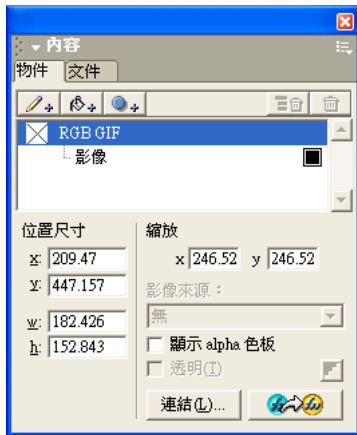 內容
物件 文件
RGB GIF
影像
位置尺寸 縮放
x: 209.47 x 246.52 y 246.52
y: 447.157
影像來源：
w: 182.426 無
h: 152.843 顯示 alpha 色板
透明(T)
連結(L)...